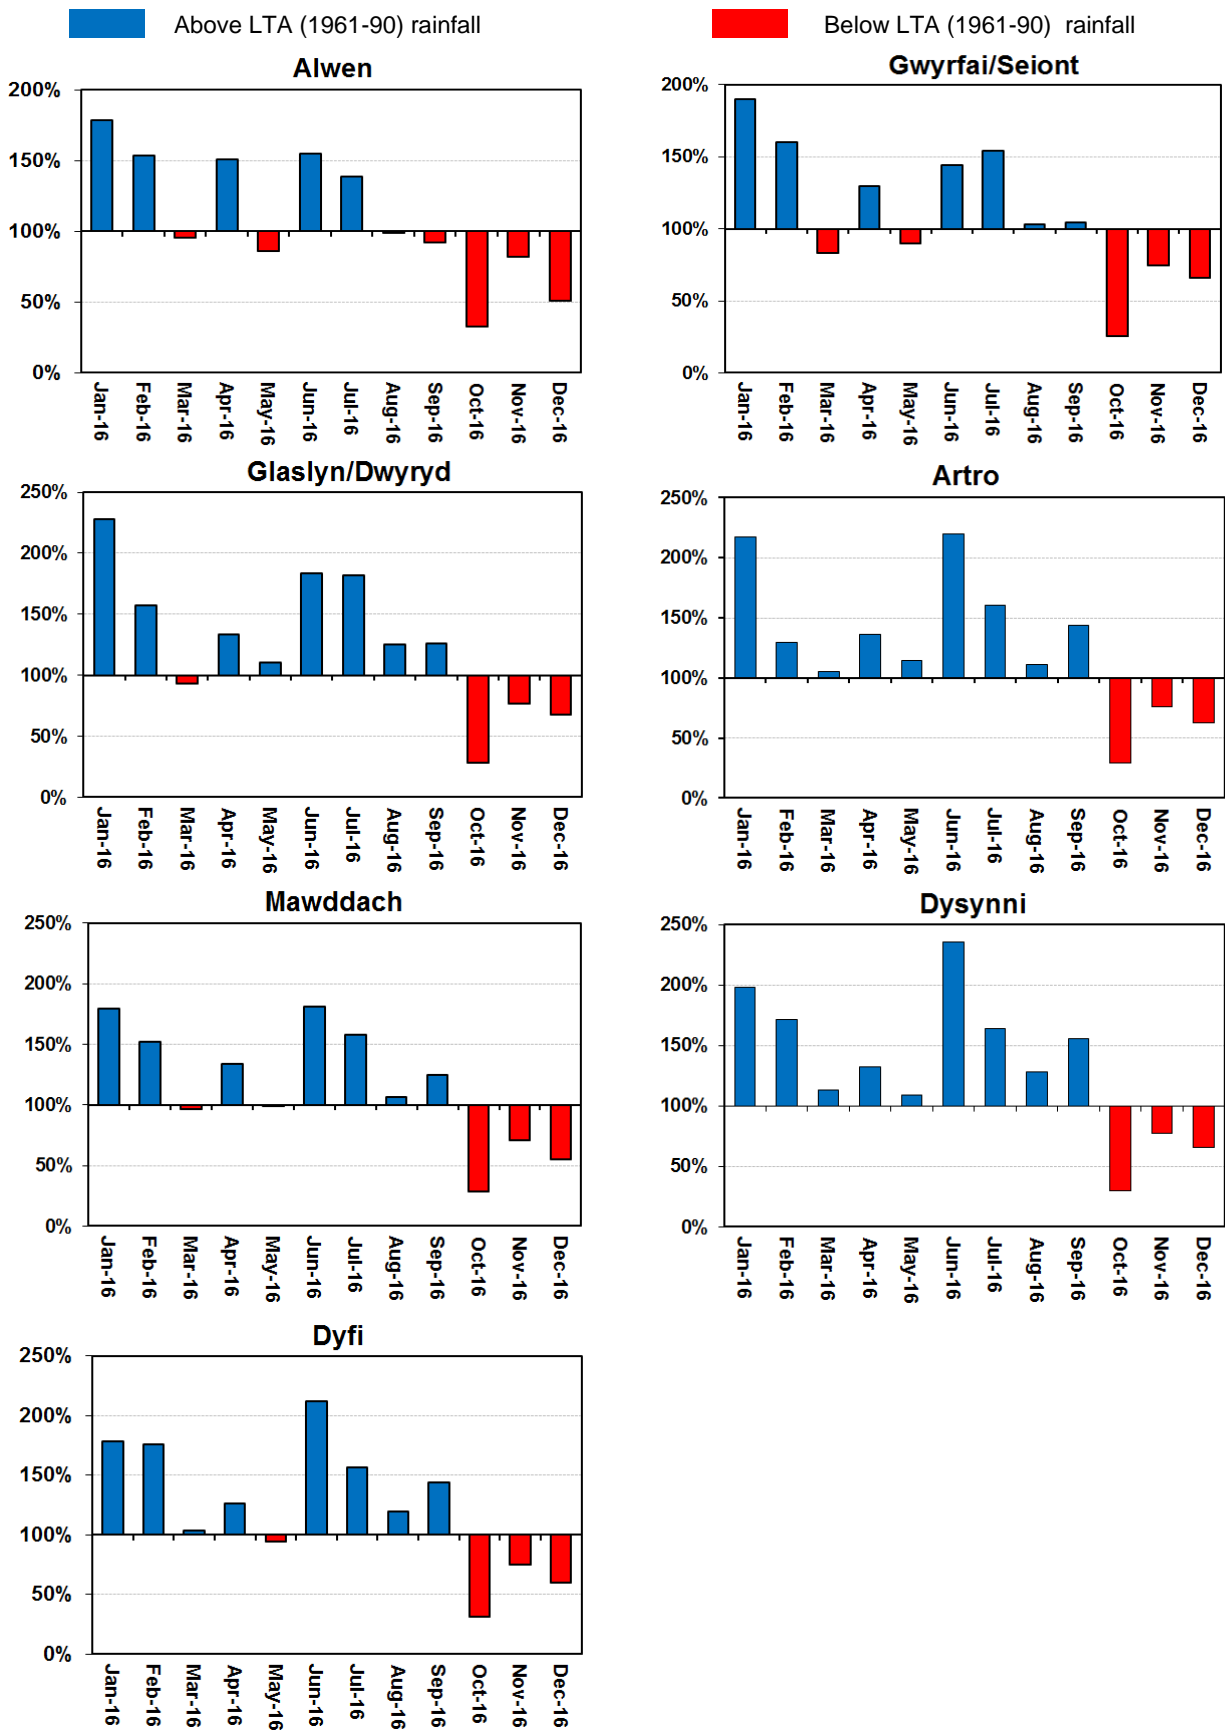 Above LTA (1961-90) rainfall
Below LTA (1961-90) rainfall
Alwen
200%
150%
100%
50%
0%
Jan-16
Feb-16
Mar-16
Apr-16
May-16
Jun-16
Jul-16
Aug-16
Sep-16
Oct-16
Nov-16
Dec-16
Gwyrfai/Seiont
200%
150%
100%
50%
0%
Jan-16
Feb-16
Mar-16
Apr-16
May-16
Jun-16
Jul-16
Aug-16
Sep-16
Oct-16
Nov-16
Dec-16
Glaslyn/Dwyryd
250%
200%
150%
100%
50%
0%
Jan-16
Feb-16
Mar-16
Apr-16
May-16
Jun-16
Jul-16
Aug-16
Sep-16
Oct-16
Nov-16
Dec-16
Artro
250%
200%
150%
100%
50%
0%
Jan-16
Feb-16
Mar-16
Apr-16
May-16
Jun-16
Jul-16
Aug-16
Sep-16
Oct-16
Nov-16
Dec-16
Mawddach
250%
200%
150%
100%
50%
0%
Jan-16
Feb-16
Mar-16
Apr-16
May-16
Jun-16
Jul-16
Aug-16
Sep-16
Oct-16
Nov-16
Dec-16
Dysynni
250%
200%
150%
100%
50%
0%
Jan-16
Feb-16
Mar-16
Apr-16
May-16
Jun-16
Jul-16
Aug-16
Sep-16
Oct-16
Nov-16
Dec-16
Dyfi
250%
200%
150%
100%
50%
0%
Jan-16
Feb-16
Mar-16
Apr-16
May-16
Jun-16
Jul-16
Aug-16
Sep-16
Oct-16
Nov-16
Dec-16